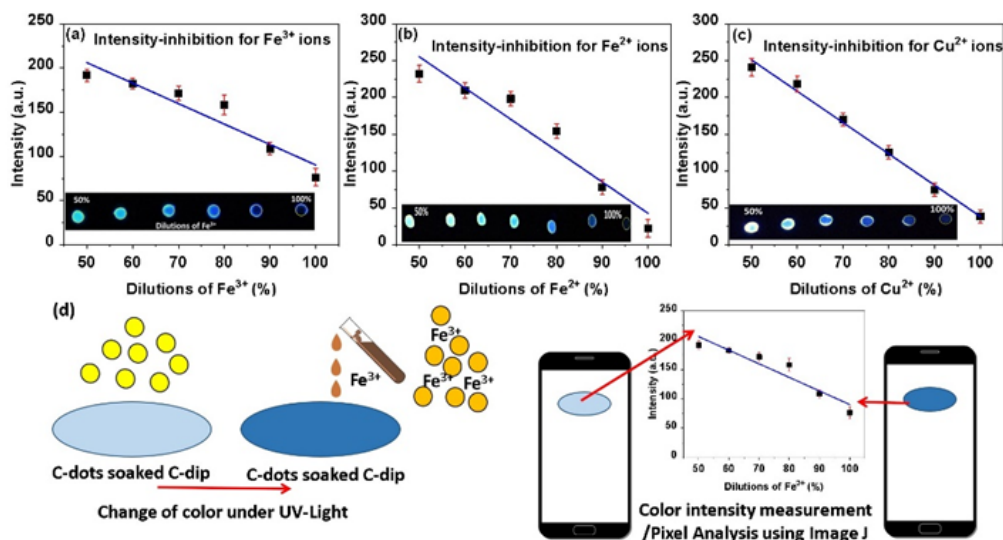 (a) Intensity-inhibition for Fe³⁺ ions
Intensity (a.u.)
250
200
150
100
50
0
50%
100%
Dilutions of Fe³⁺
50 60 70 80 90 100
Dilutions of Fe³⁺ (%)
(b) Intensity-inhibition for Fe²⁺ ions
Intensity (a.u.)
300
250
200
150
100
50
0
50%
100%
50 60 70 80 90 100
Dilutions of Fe²⁺ (%)
(c) Intensity-inhibition for Cu²⁺ ions
Intensity (a.u.)
300
250
200
150
100
50
0
50%
100%
50 60 70 80 90 100
Dilutions of Cu²⁺ (%)
(d)
Fe³⁺
Fe³⁺
Fe³⁺
Fe³⁺
C-dots soaked C-dip
C-dots soaked C-dip
Change of color under UV-Light
Intensity (a.u.)
250
200
150
100
50
0
50 60 70 80 90 100
Dilutions of Fe³⁺ (%)
Color intensity measurement
/Pixel Analysis using Image J